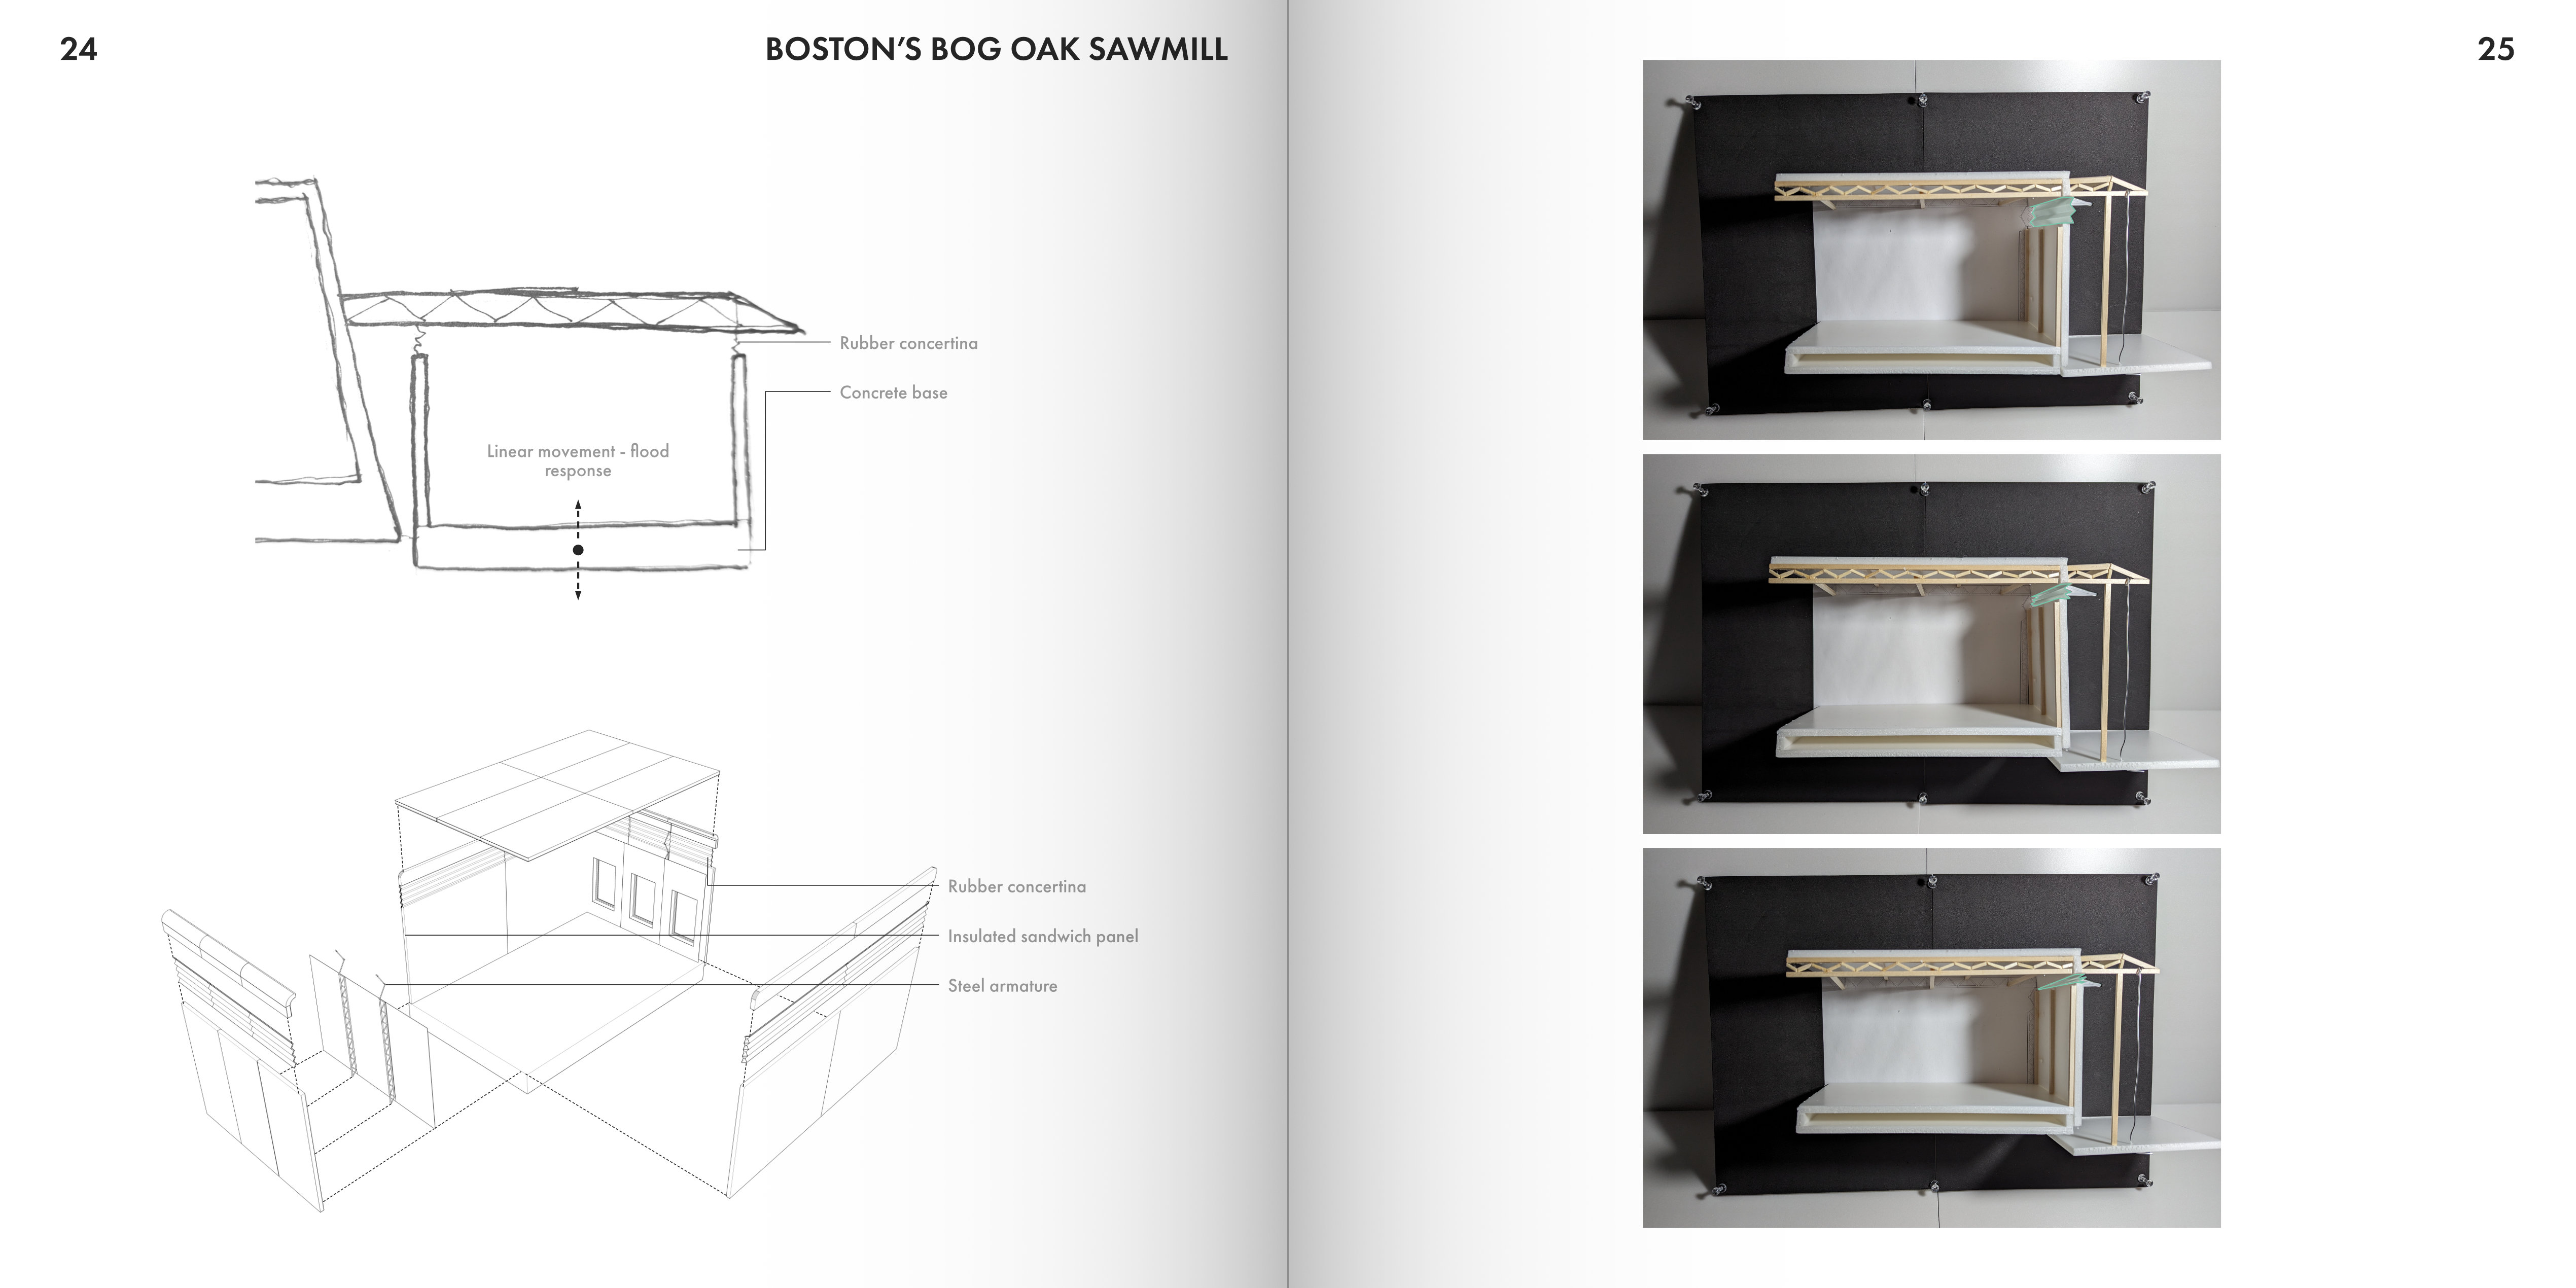 24
BOSTON’S BOG OAK SAWMILL
25
Rubber concertina
Concrete base
Linear movement - flood
response
Rubber concertina
Insulated sandwich panel
Steel armature